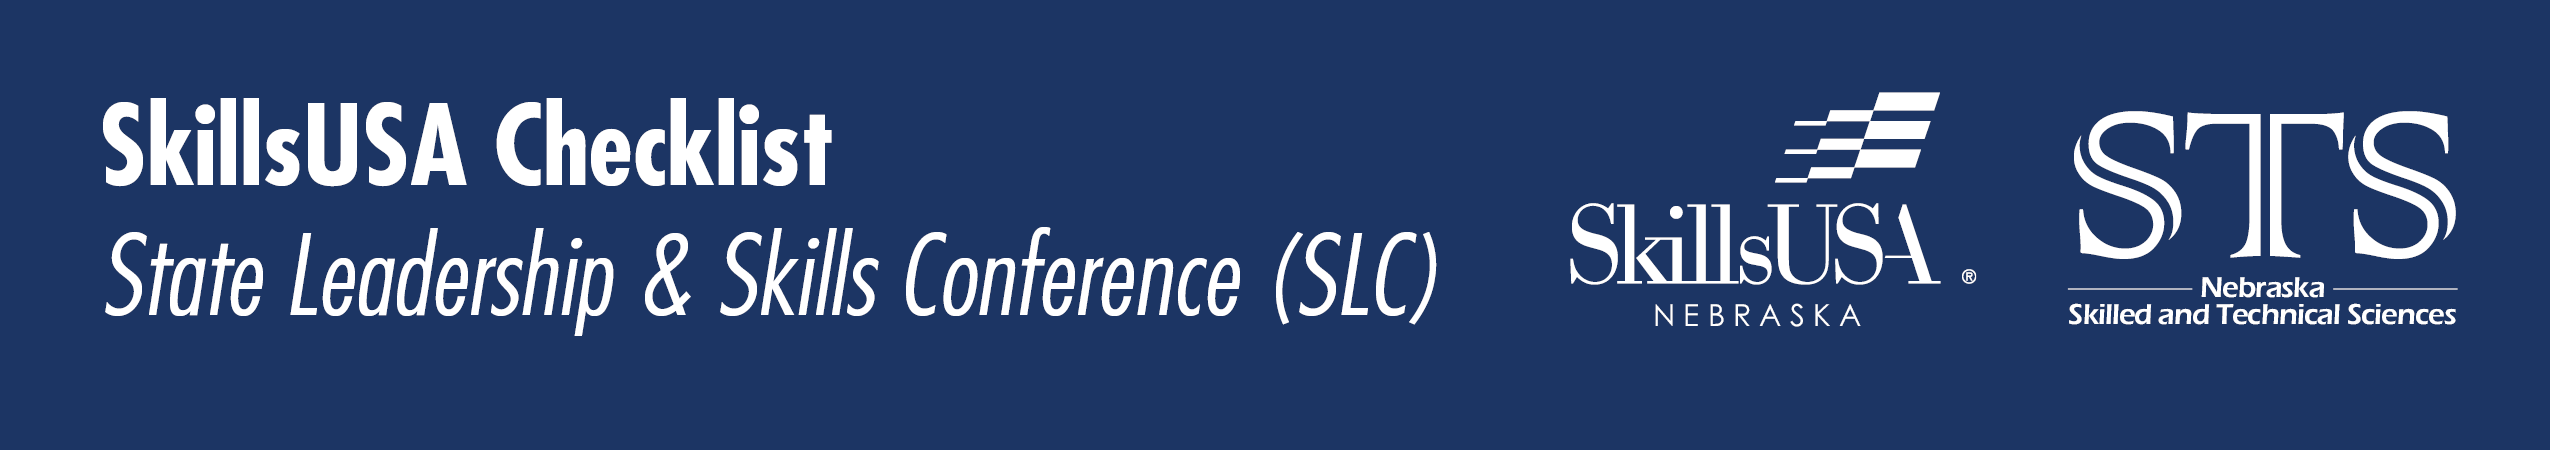 SkillsUSA Checklist
State Leadership & Skills Conference (SLC)
SkillsUSA ®
NEBRASKA
STS
Nebraska
Skilled and Technical Sciences